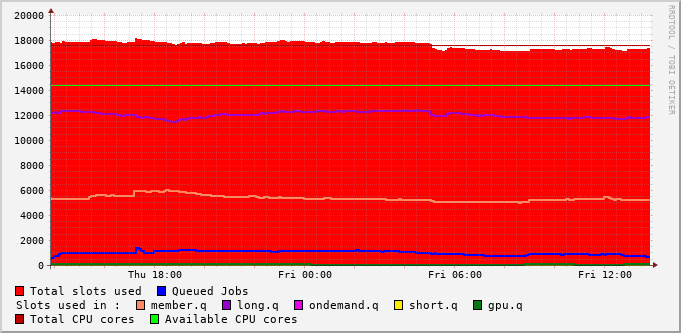 20000
18000
16000
14000
12000
10000
8000
6000
4000
2000
0
Thu 18:00 Fri 00:00 Fri 06:00 Fri 12:00
Total slots used Queued Jobs
Slots used in : member.q long.q ondemand.q short.q gpu.q
Total CPU cores Available CPU cores
RRDTOOL / TOBI OETIKER